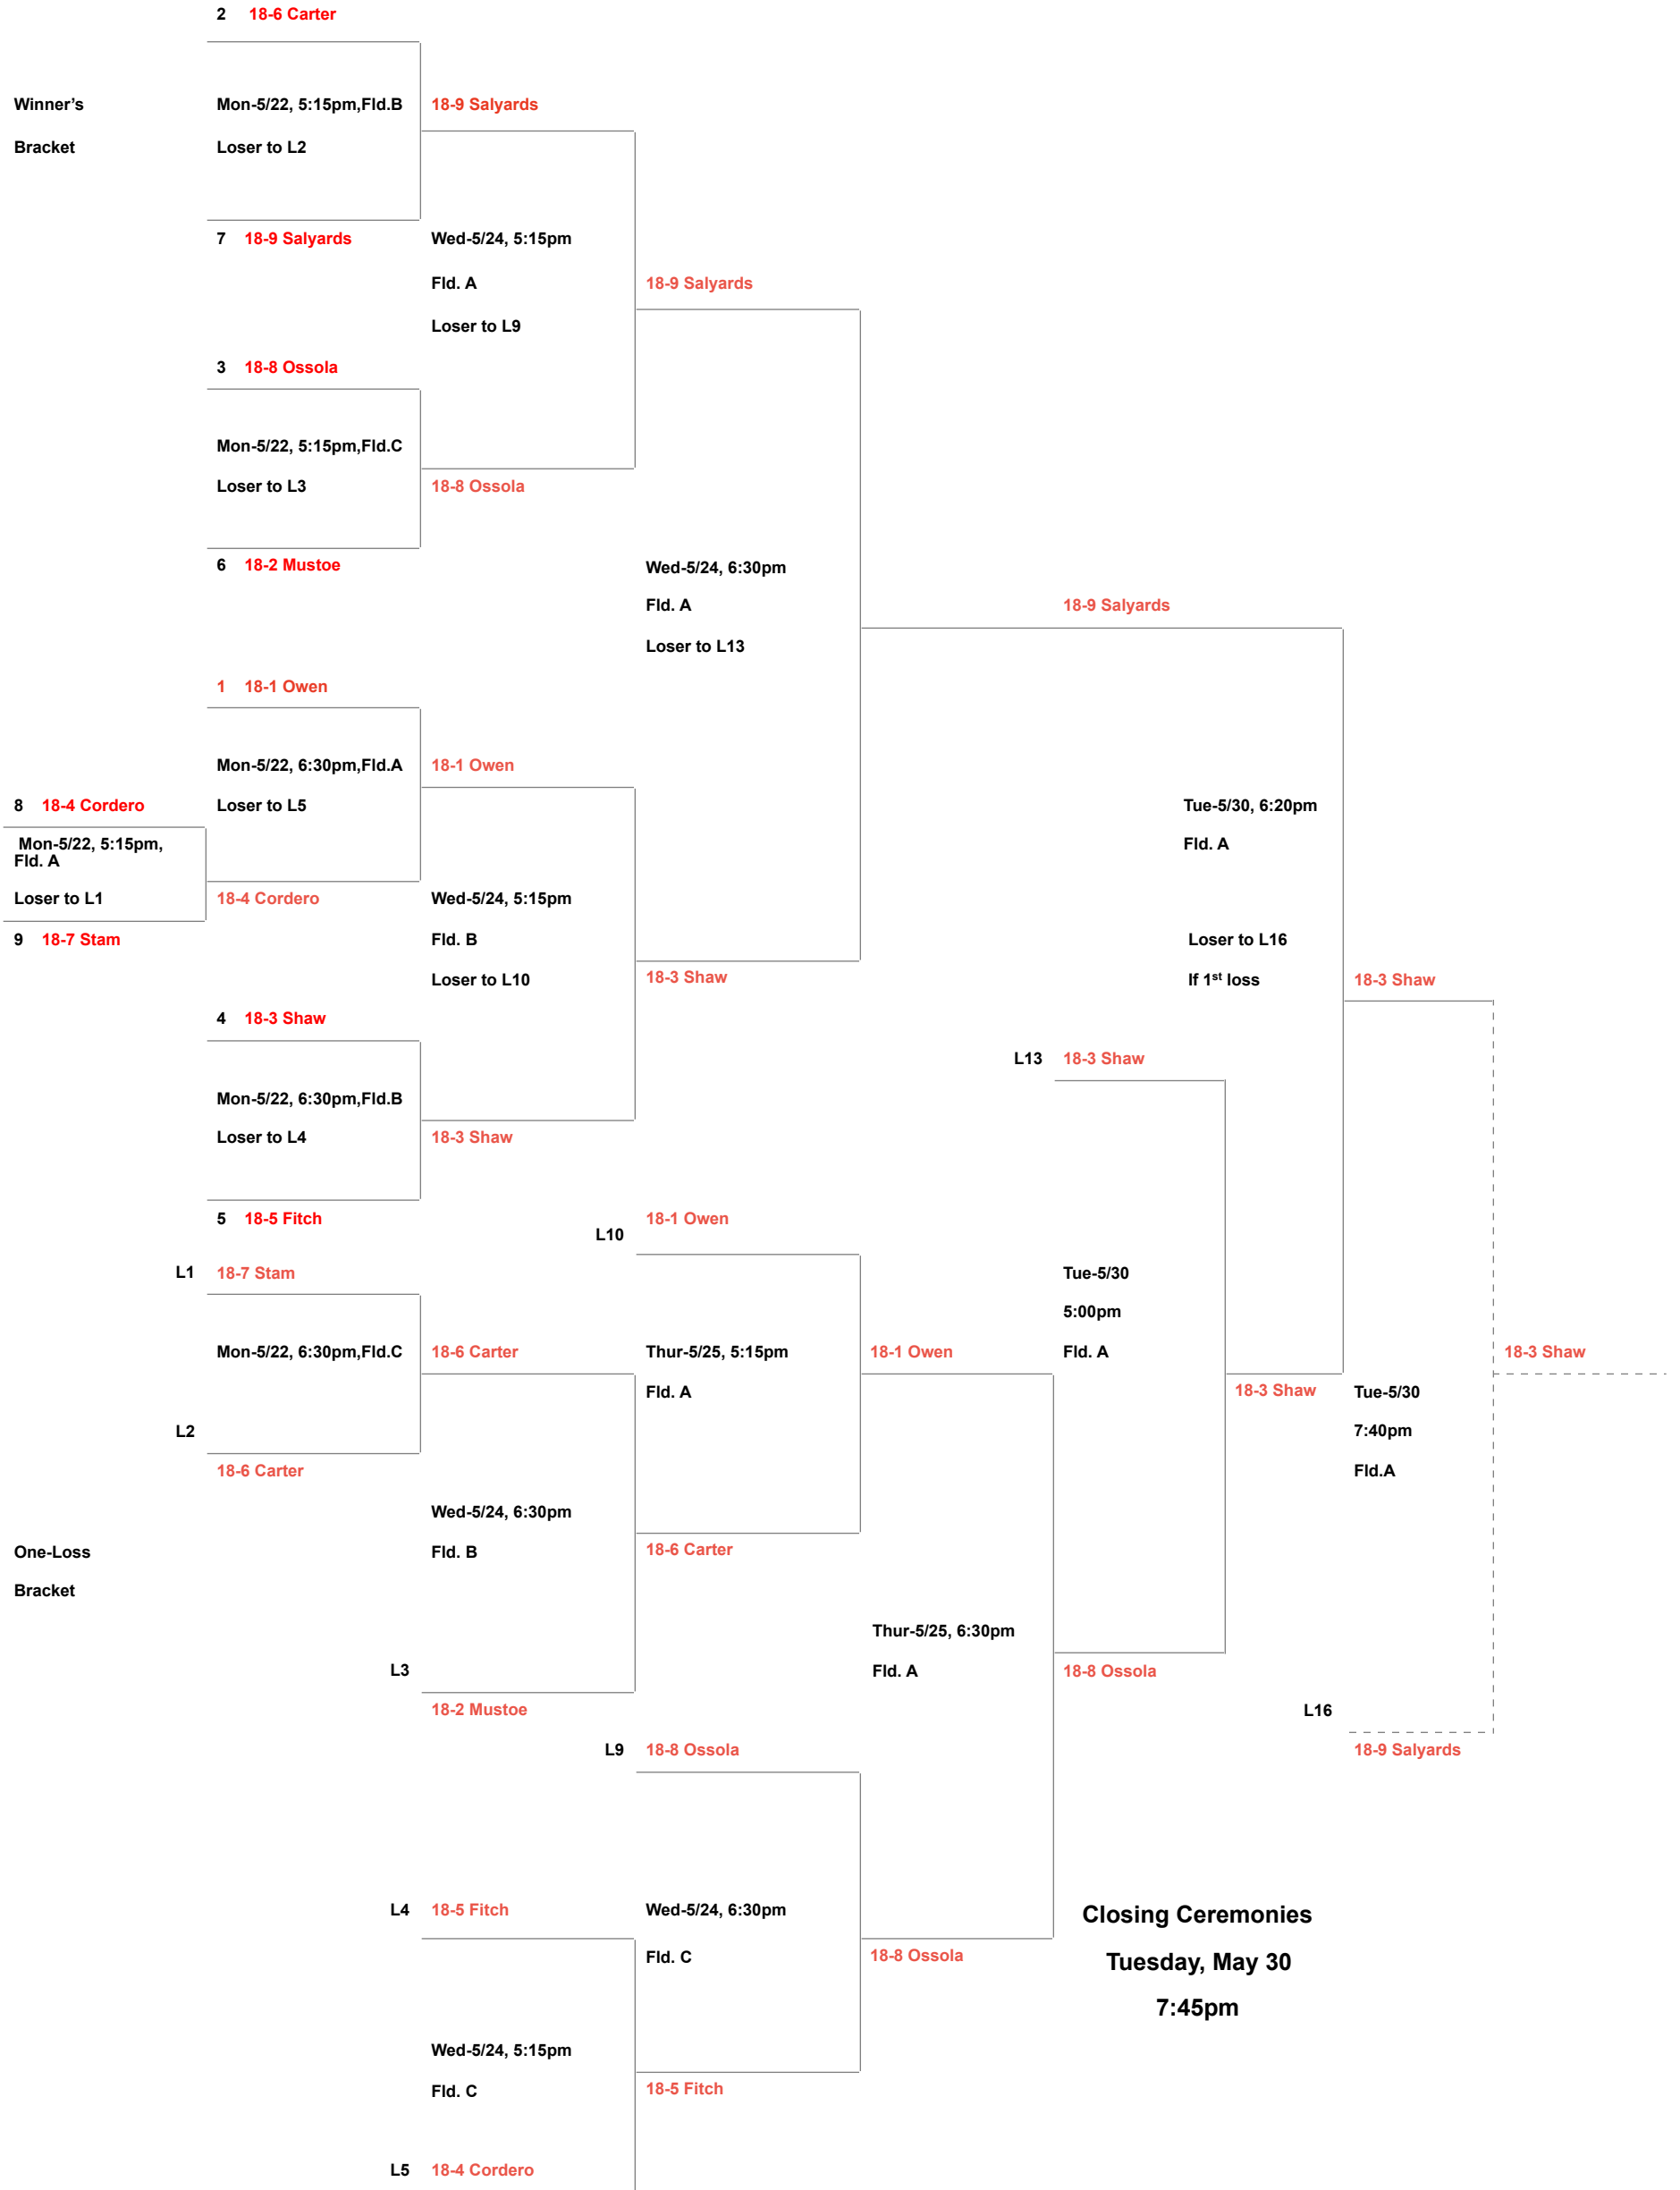 2 18-6 Carter
Winner’s Mon-5/22, 5:15pm,Fld.B 18-9 Salyards
Bracket Loser to L2
7 18-9 Salyards Wed-5/24, 5:15pm
Fld. A 18-9 Salyards
Loser to L9
3 18-8 Ossola
Mon-5/22, 5:15pm,Fld.C
Loser to L3 18-8 Ossola
6 18-2 Mustoe Wed-5/24, 6:30pm
Fld. A 18-9 Salyards
Loser to L13
1 18-1 Owen
Mon-5/22, 6:30pm,Fld.A 18-1 Owen
8 18-4 Cordero Loser to L5 Tue-5/30, 6:20pm
Mon-5/22, 5:15pm, Fld. A
Fld. A
Loser to L1 18-4 Cordero Wed-5/24, 5:15pm
9 18-7 Stam Fld. B Loser to L16
Loser to L10 18-3 Shaw If 1st loss 18-3 Shaw
4 18-3 Shaw
L13 18-3 Shaw
Mon-5/22, 6:30pm,Fld.B
Loser to L4 18-3 Shaw
5 18-5 Fitch 18-1 Owen
L10
L1 18-7 Stam Tue-5/30
5:00pm
Mon-5/22, 6:30pm,Fld.C 18-6 Carter Thur-5/25, 5:15pm 18-1 Owen Fld. A 18-3 Shaw
Fld. A 18-3 Shaw Tue-5/30
L2 7:40pm
18-6 Carter Fld.A
Wed-5/24, 6:30pm
One-Loss Fld. B 18-6 Carter
Bracket
Thur-5/25, 6:30pm
L3 Fld. A 18-8 Ossola
18-2 Mustoe L16
L9 18-8 Ossola 18-9 Salyards
L4 18-5 Fitch Wed-5/24, 6:30pm Closing Ceremonies
Fld. C 18-8 Ossola Tuesday, May 30
7:45pm
Wed-5/24, 5:15pm
Fld. C 18-5 Fitch
L5 18-4 Cordero